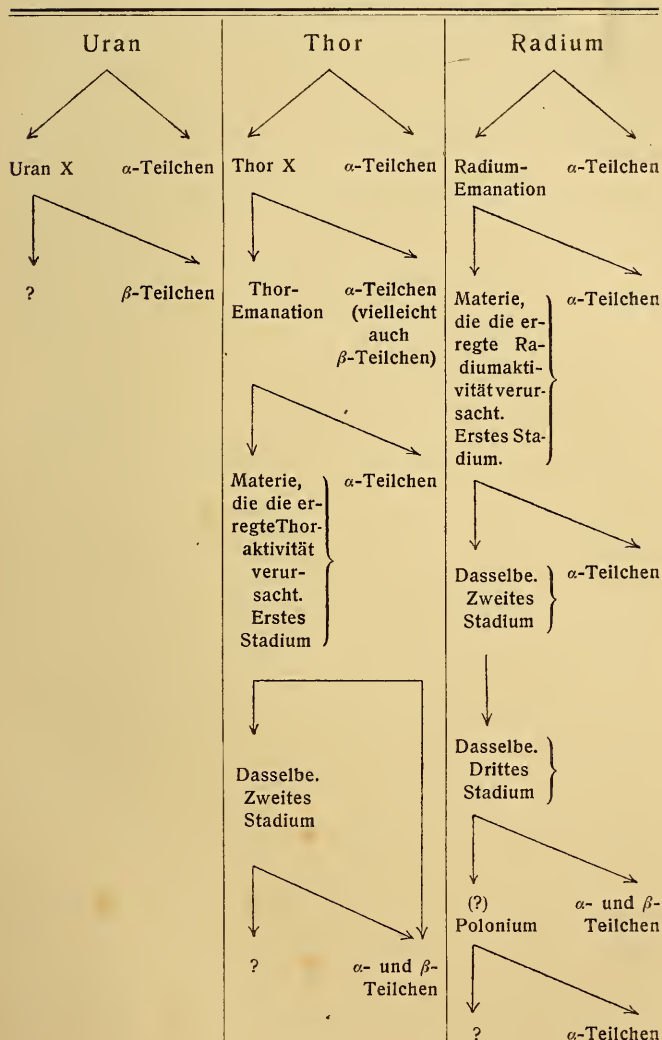 Uran
Thor
Radium
Uran X
α-Teilchen
?
β-Teilchen
Thor X
α-Teilchen
Thor-
Emanation
α-Teilchen
(vielleicht
auch
β-Teilchen)
Materie,
die die er-
regteThor-
aktivität
verur-
sacht.
Erstes
Stadium
α-Teilchen
Dasselbe.
Zweites
Stadium
?
α- und β-
Teilchen
Radium-
Emanation
α-Teilchen
Materie,
die die er-
regte Ra-
diumakti-
vitätverur-
sacht.
Erstes Sta-
dium.
α-Teilchen
Dasselbe.
Zweites
Stadium
α-Teilchen
Dasselbe.
Drittes
Stadium
(?)
Polonium
α- und β-
Teilchen
?
α-Teilchen